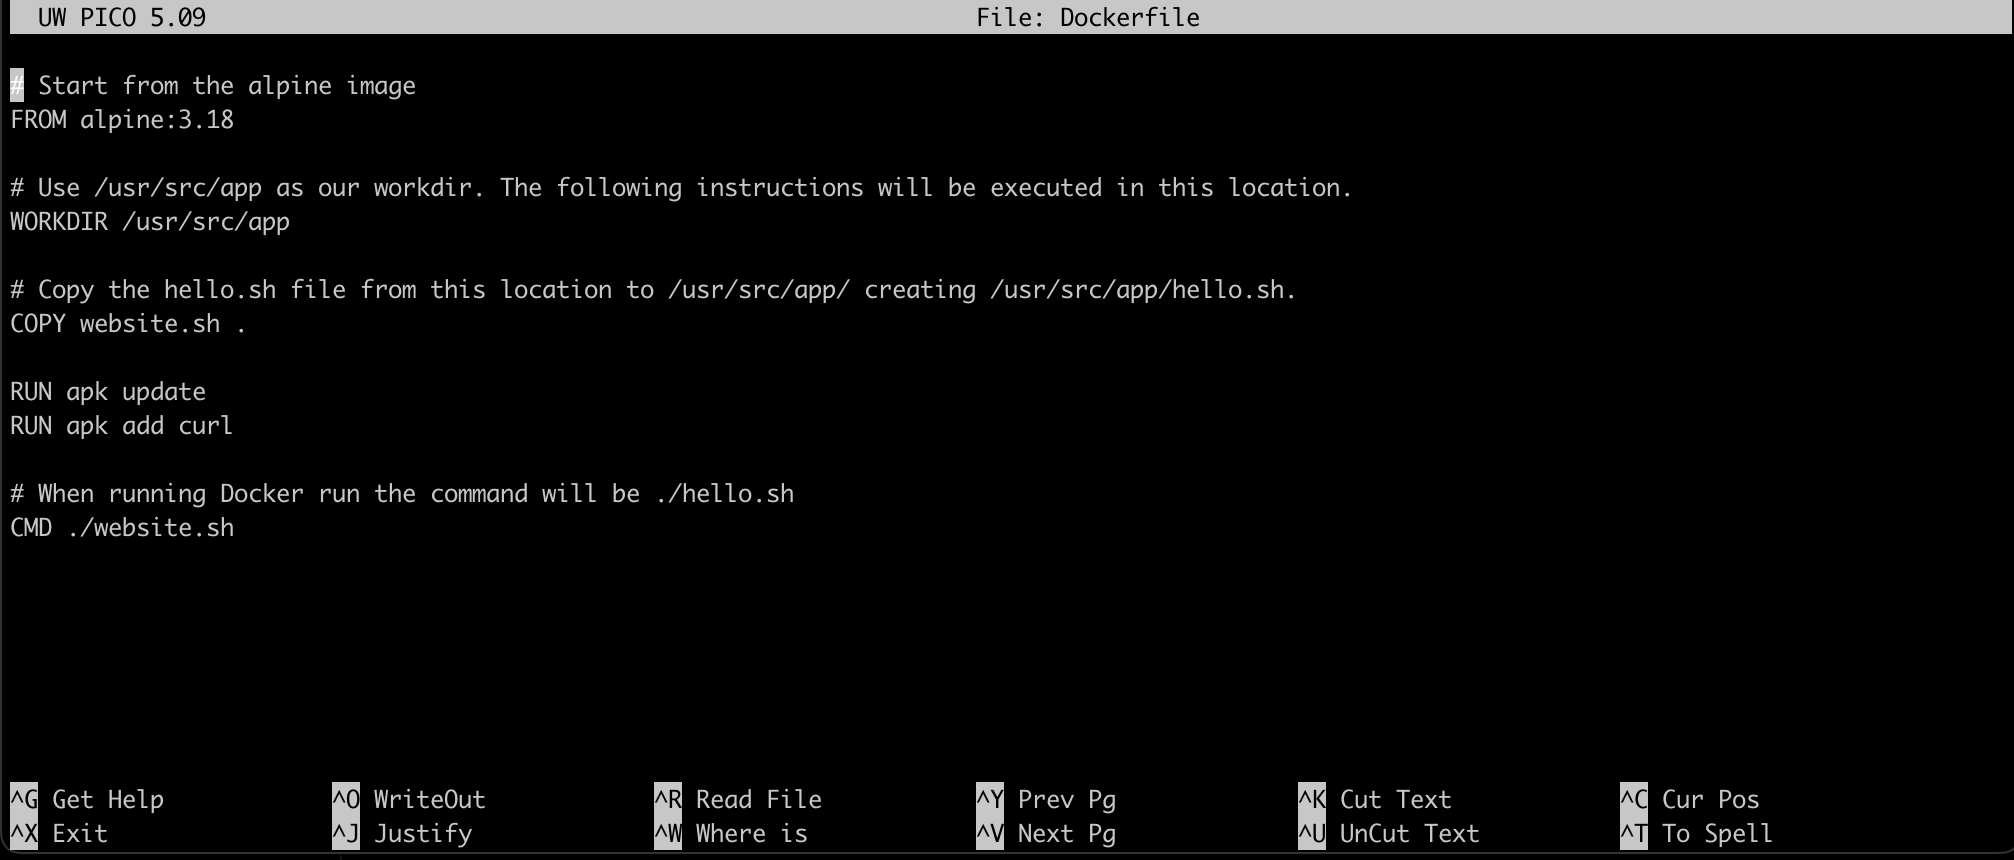 UW PICO 5.09 File: Dockerfile
# Start from the alpine image
FROM alpine:3.18
# Use /usr/src/app as our workdir. The following instructions will be executed in this location.
WORKDIR /usr/src/app
# Copy the hello.sh file from this location to /usr/src/app/ creating /usr/src/app/hello.sh.
COPY website.sh .
RUN apk update
RUN apk add curl
# When running Docker run the command will be ./hello.sh
CMD ./website.sh
^G Get Help ^O WriteOut ^R Read File ^Y Prev Pg ^K Cut Text ^C Cur Pos
^X Exit ^J Justify ^W Where is ^V Next Pg ^U UnCut Text ^T To Spell